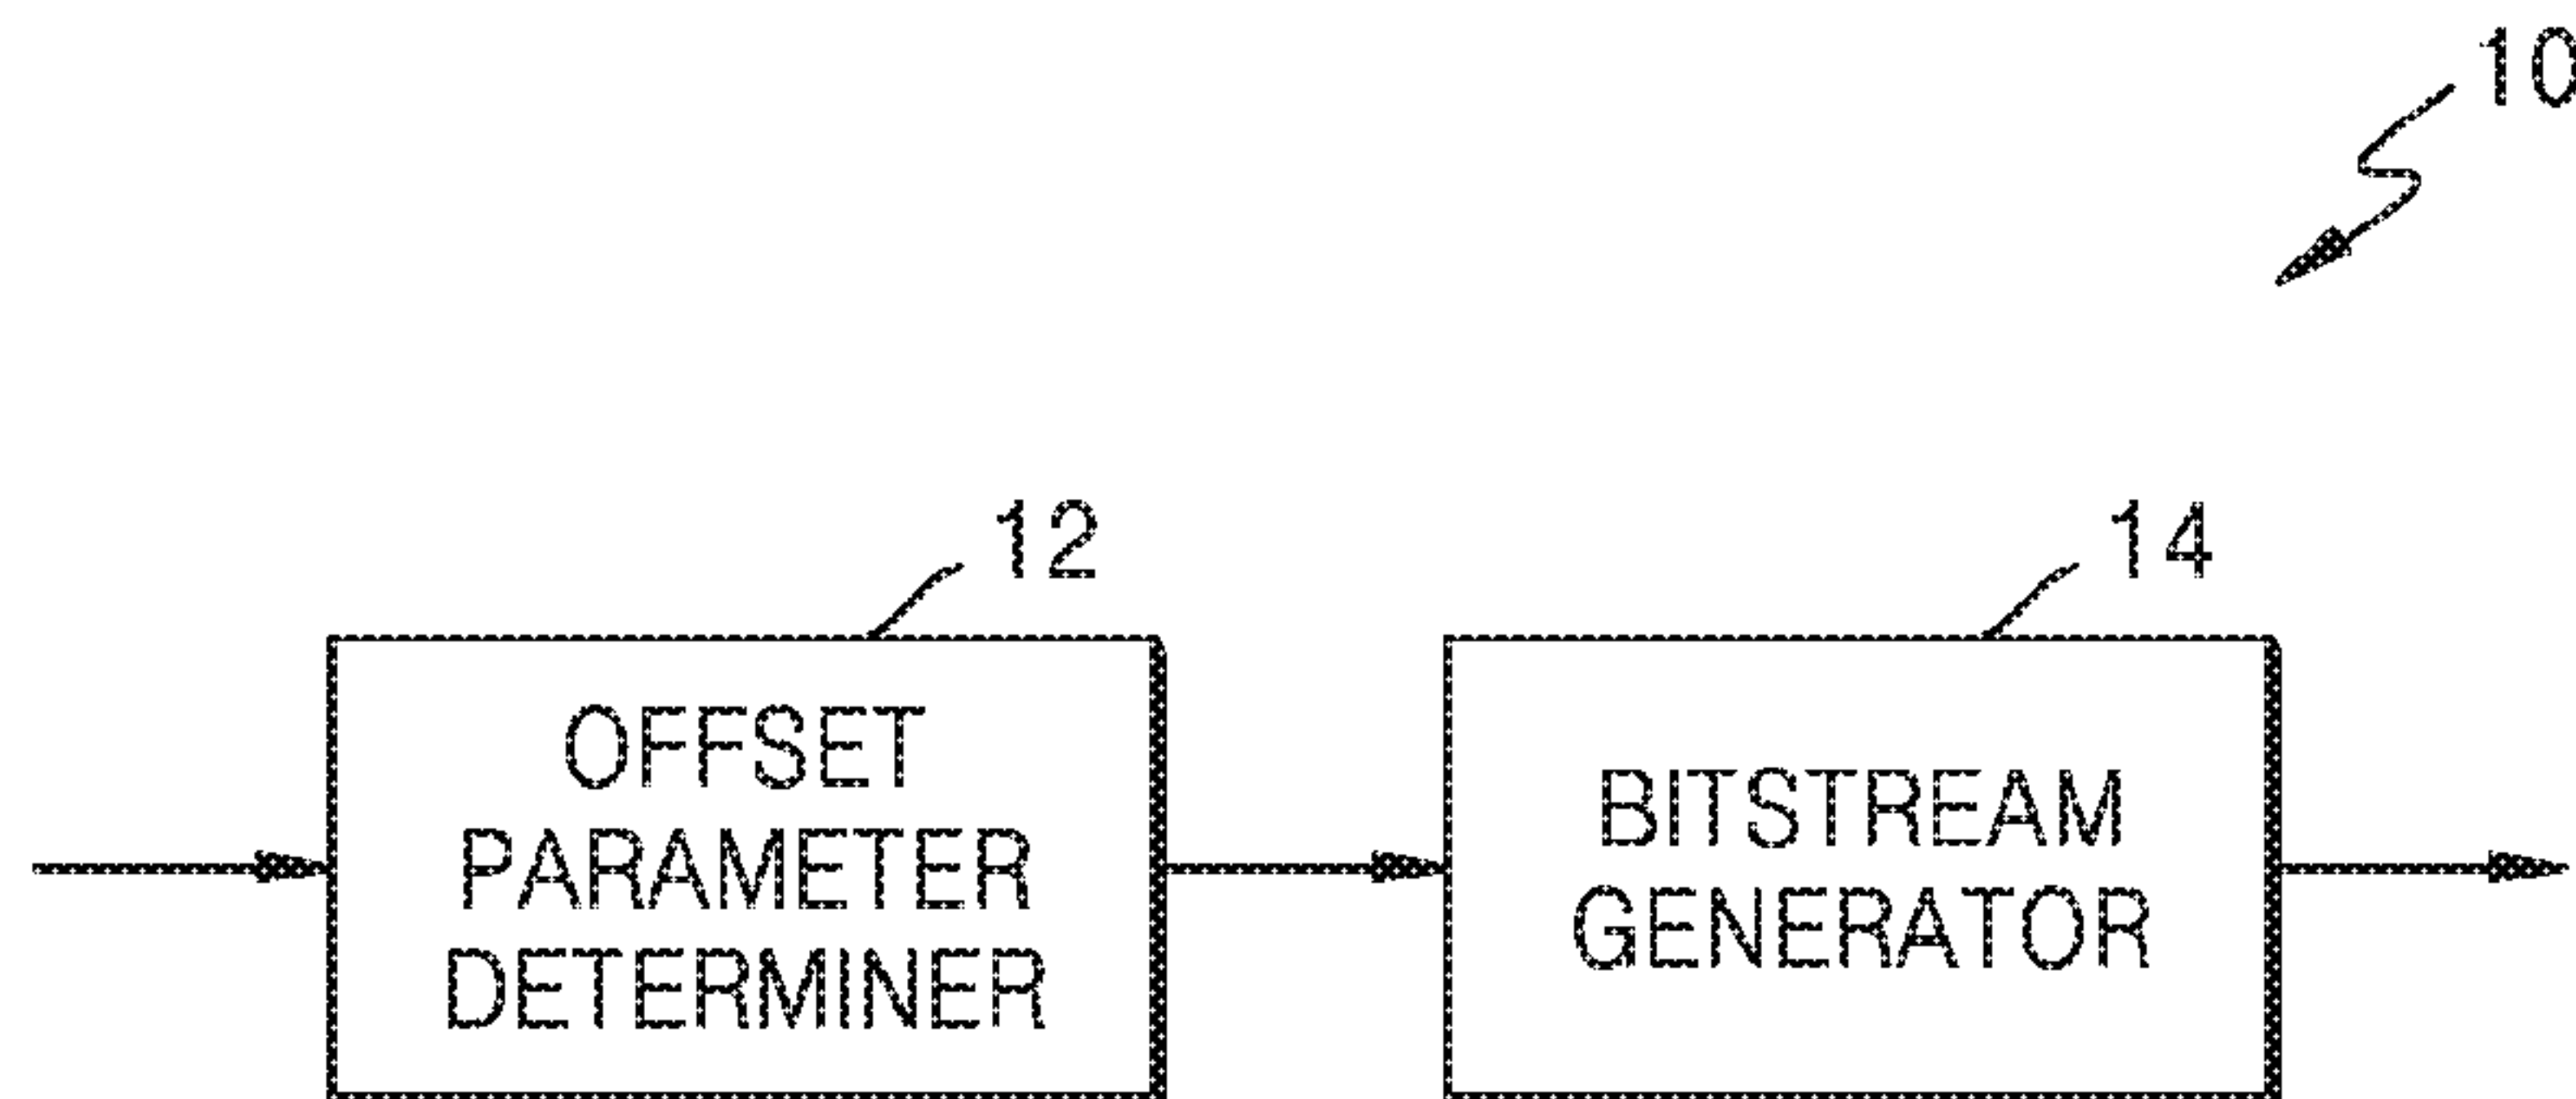 10
12
14
OFFSET
PARAMETER
DETERMINER
BITSTREAM
GENERATOR